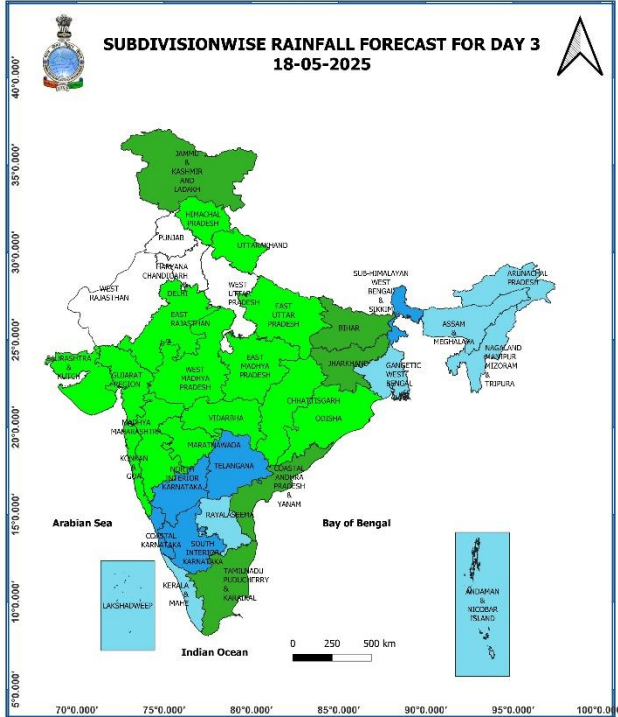 SUBDIVISIONWISE RAINFALL FORECAST FOR DAY 3
18-05-2025
40°0.000'
35°0.000'
30°0.000'
25°0.000'
20°0.000'
15°0.000'
10°0.000'
5°0.000'
JAMMU
&
KASHMIR
AND
LADAKH
HIMACHAL
PRADESH
PUNJAB
UTTARAKHAND
HARYANA
CHANDIGARH
&
DELHI
WEST
RAJASTHAN
WEST
UTTAR
PRADESH
EAST
RAJASTHAN
EAST
UTTAR
PRADESH
SUB-HIMALAYAN
WEST
BENGAL
&
SIKKIM
ARUNACHAL
PRADESH
ASSAM
&
MEGHALAYA
NAGALAND
MANIPUR
MIZORAM
&
TRIPURA
BIHAR
JHARKHAND
GANGETIC
WEST
BENGAL
SAURASHTRA
&
KUTCH
GUJARAT
REGION
WEST
MADHYA
PRADESH
EAST
MADHYA
PRADESH
CHHATTISGARH
ODISHA
VIDARBHA
MADHYA
MAHARASHTRA
MARATHAWADA
KONKAN
&
GOA
NORTH
INTERIOR
KARNATAKA
TELANGANA
COASTAL
ANDHRA
PRADESH
&
YANAM
RAYALASEEMA
Arabian Sea
Bay of Bengal
COASTAL
KARNATAKA
SOUTH
INTERIOR
KARNATAKA
TAMILNADU
PUDUCHERRY
&
KARAIKAL
KERALA
&
MAHE
LAKSHADWEEP
ANDAMAN
&
NICOBAR
ISLAND
Indian Ocean
0 250 500 km
70°0.000' 75°0.000' 80°0.000' 85°0.000' 90°0.000' 95°0.000' 100°0.00